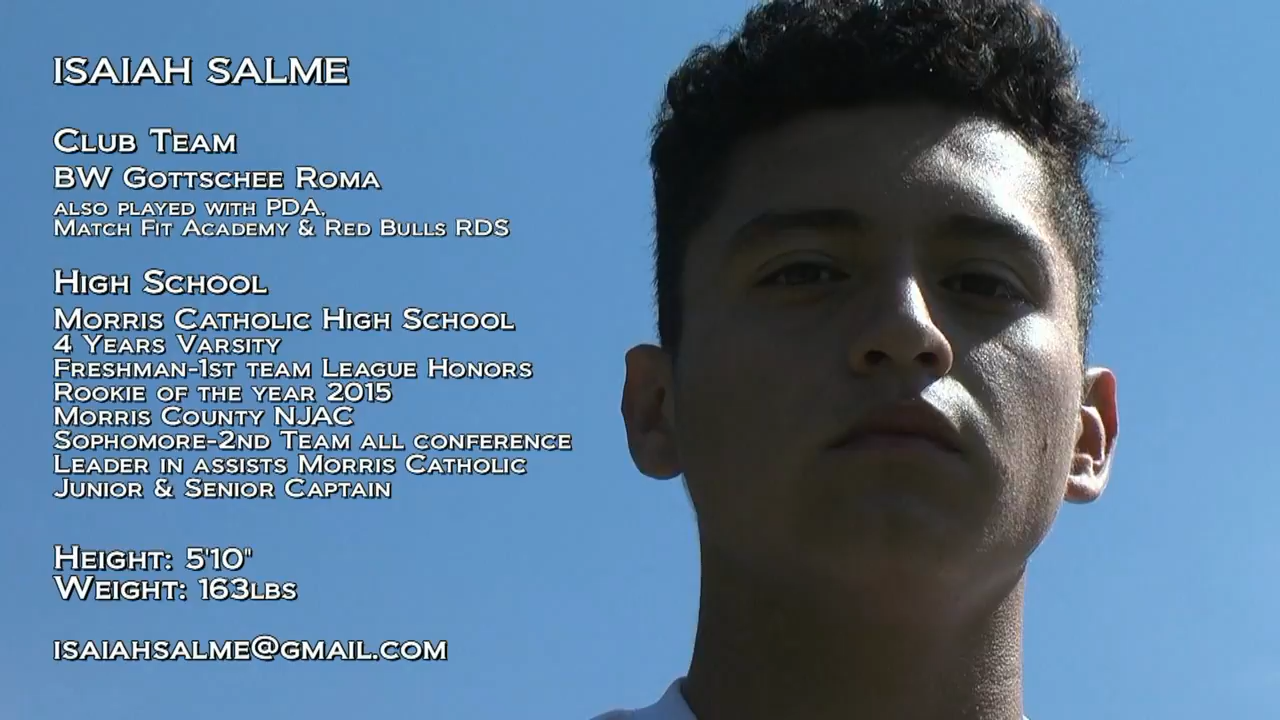 ISAIAH SALME
CLUB TEAM
BW GOTTSCHEE ROMA
ALSO PLAYED WITH PDA,
MATCH FIT ACADEMY & RED BULLS RDS
HIGH SCHOOL
MORRIS CATHOLIC HIGH SCHOOL
4 YEARS VARSITY
FRESHMAN-1ST TEAM LEAGUE HONORS
ROOKIE OF THE YEAR 2015
MORRIS COUNTY NJAC
SOPHOMORE-2ND TEAM ALL CONFERENCE
LEADER IN ASSISTS MORRIS CATHOLIC
JUNIOR & SENIOR CAPTAIN
HEIGHT: 5'10"
WEIGHT: 163LBS
ISAIAHSALME@GMAIL.COM